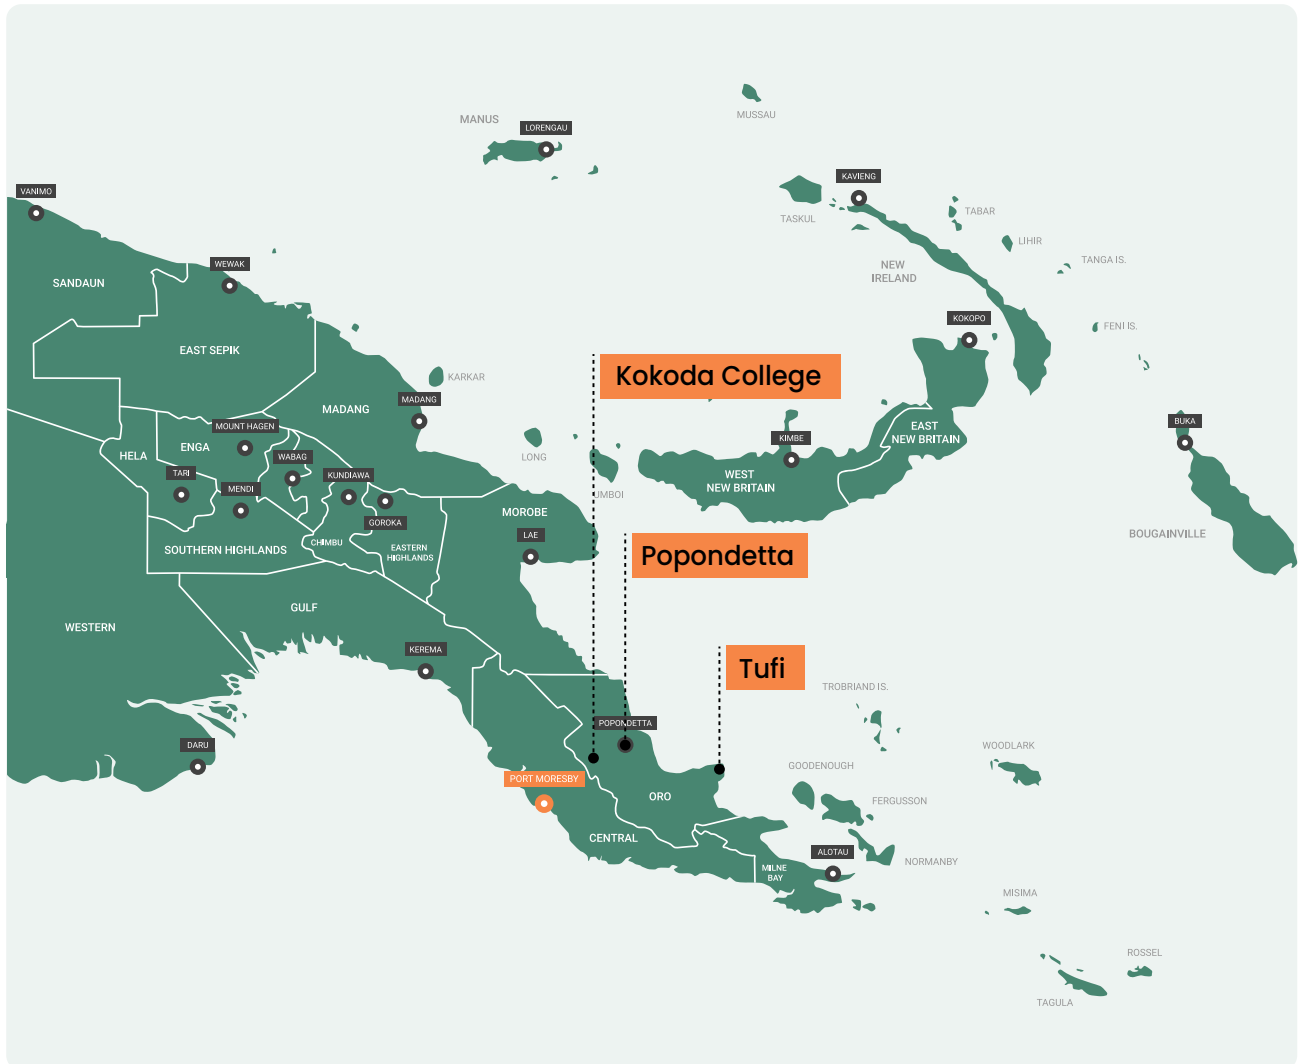 MUSSAU
MANUS
LORENGAU
KAVIENG
VANIMO
TASKUL
TABAR
LIHIR
TANGA IS.
WEWAK
NEW
IRELAND
SANDAUN
KOKOPO
FENI IS.
EAST SEPIK
Kokoda College
KARKAR
MADANG
MADANG
BUKA
MOUNT HAGEN
EAST
NEW BRITAIN
KIMBE
ENGA
HELA
WABAG
LONG
TARI
KUNDIAWA
WEST
NEW BRITAIN
MENDI
UMBOI
MOROBE
GOROKA
LAE
BOUGAINVILLE
CHIMBU
SOUTHERN HIGHLANDS
EASTERN
HIGHLANDS
Popondetta
GULF
WESTERN
KEREMA
Tufi
TROBRIAND IS.
POPONDETTA
DARU
WOODLARK
GOODENOUGH
PORT MORESBY
ORO
FERGUSSON
CENTRAL
ALOTAU
NORMANBY
MILNE
BAY
MISIMA
ROSSEL
TAGULA